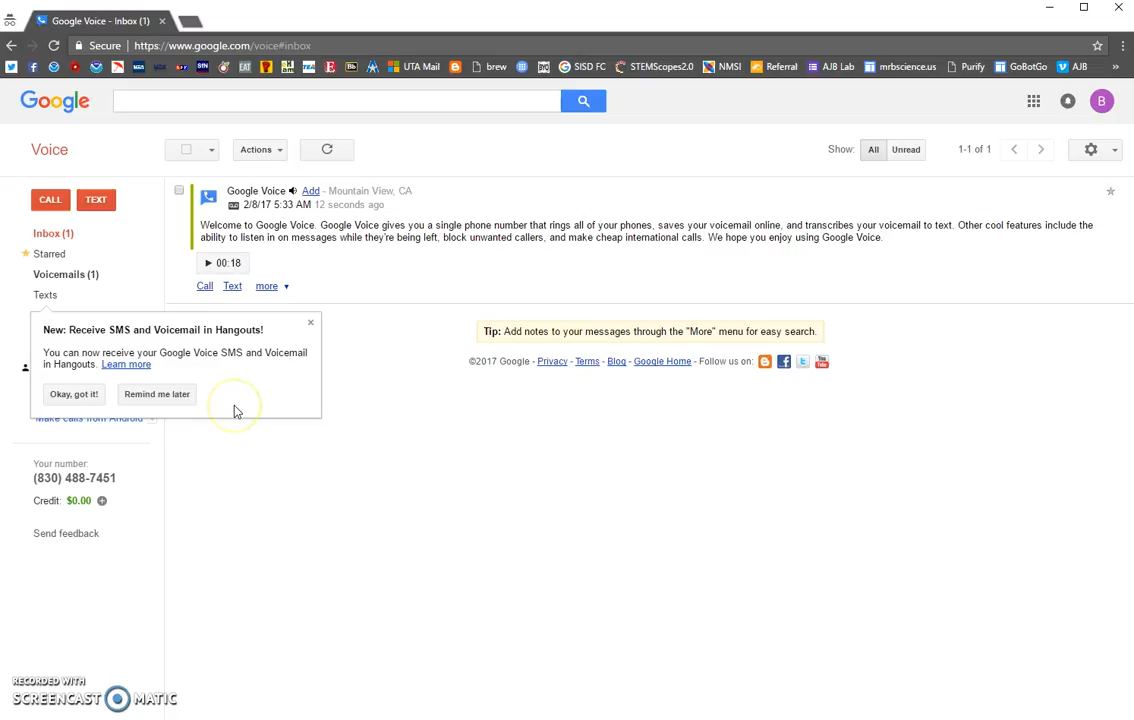 Google Voice - Inbox (1)
Secure | https://www.google.com/voice#inbox
UTA Mail brew SISD FC STEMScopes2.0 NMSI Referral AJB Lab mrbscience.us Purify GoBotGo AJB »
Google B
Voice Actions Show: All Unread 1-1 of 1
CALL TEXT
Inbox (1)
Starred
Voicemails (1)
Texts
Google Voice Add - Mountain View, CA
2/8/17 5:33 AM 12 seconds ago
Welcome to Google Voice. Google Voice gives you a single phone number that rings all of your phones, saves your voicemail online, and transcribes your voicemail to text. Other cool features include the
ability to listen in on messages while they're being left, block unwanted callers, and make cheap international calls. We hope you enjoy using Google Voice.
00:18
Call Text more
New: Receive SMS and Voicemail in Hangouts!
You can now receive your Google Voice SMS and Voicemail
in Hangouts. Learn more
Okay, got it! Remind me later
Make calls from Android
Tip: Add notes to your messages through the "More" menu for easy search.
©2017 Google - Privacy - Terms - Blog - Google Home - Follow us on:
Your number:
(830) 488-7451
Credit: $0.00
Send feedback
RECORDED WITH
SCREENCAST MATIC